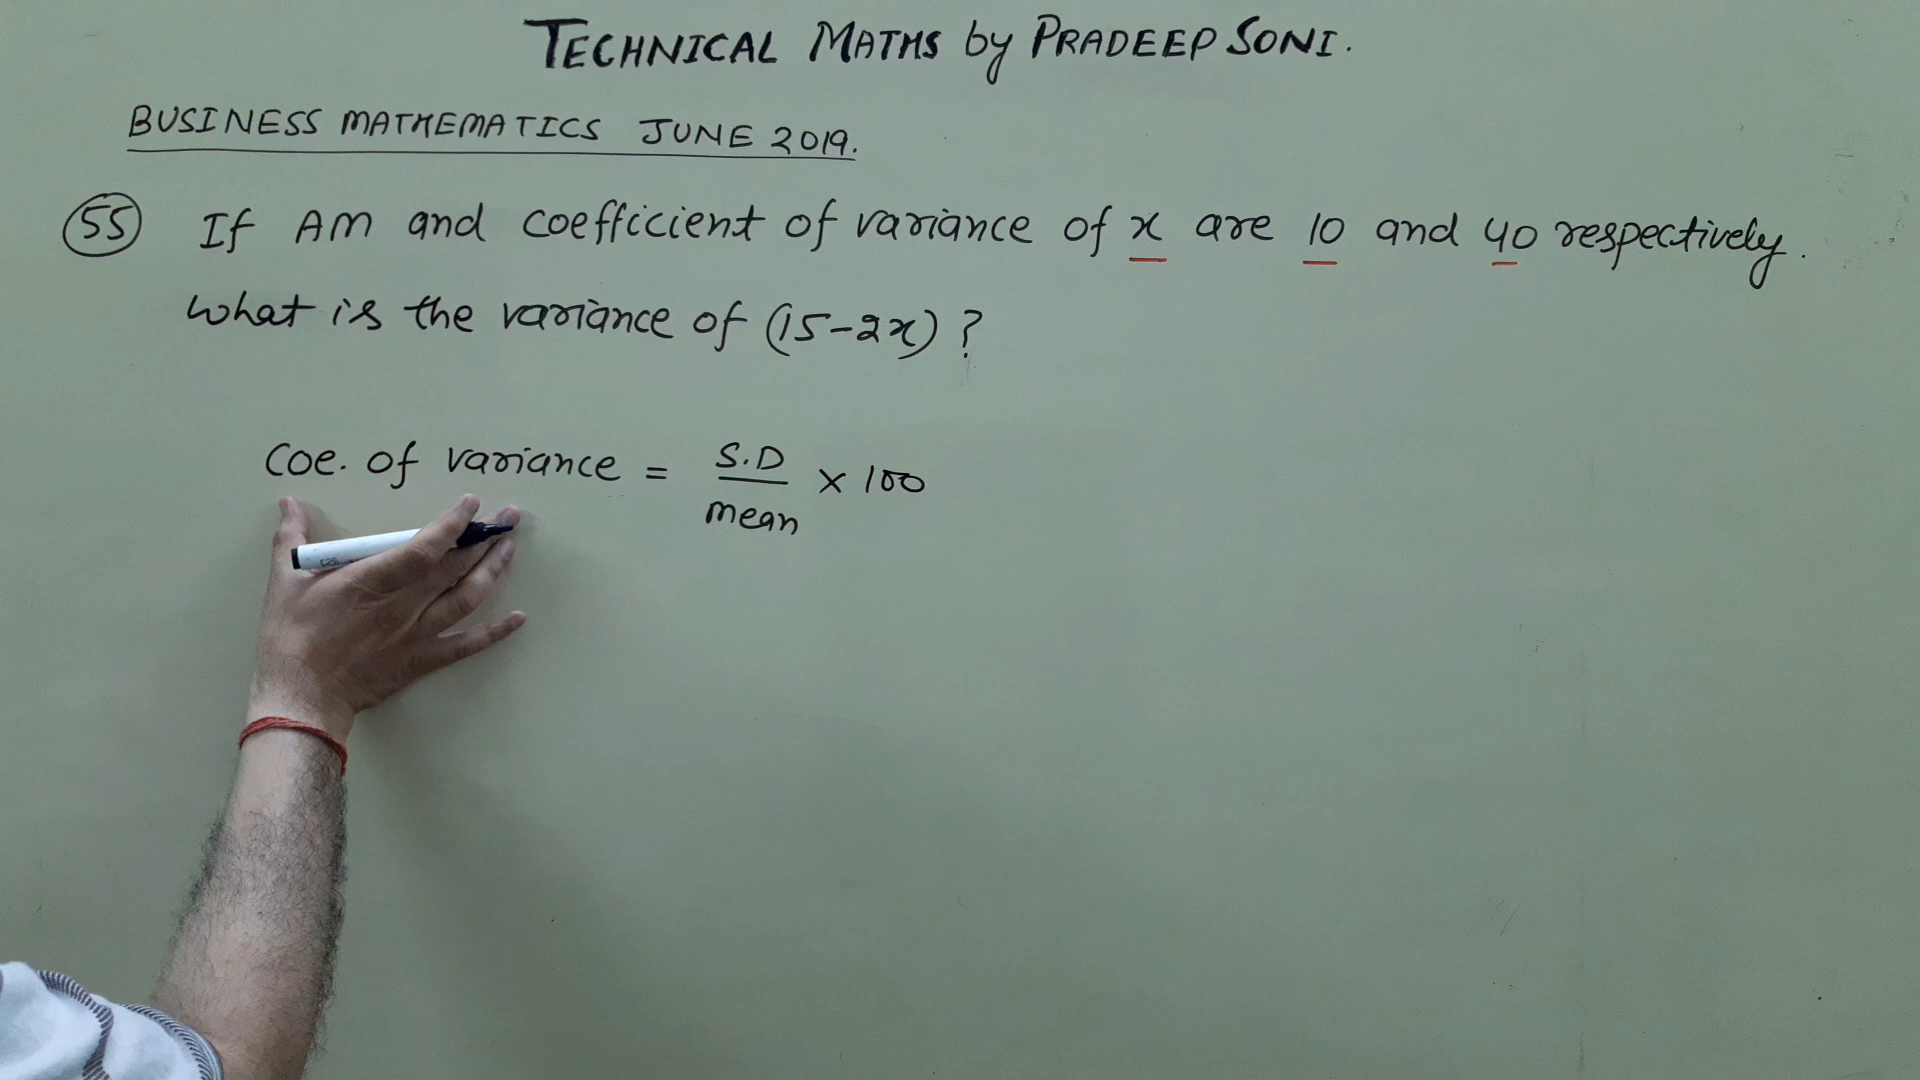 TECHNICAL MATHS by PRADEEP SONI.
BUSINESS MATHEMATICS JUNE 2019.
55 If AM and coefficient of variance of x are 10 and 40 respectively.
What is the variance of (15-2x)?
Coe. of variance = S.D / mean × 100